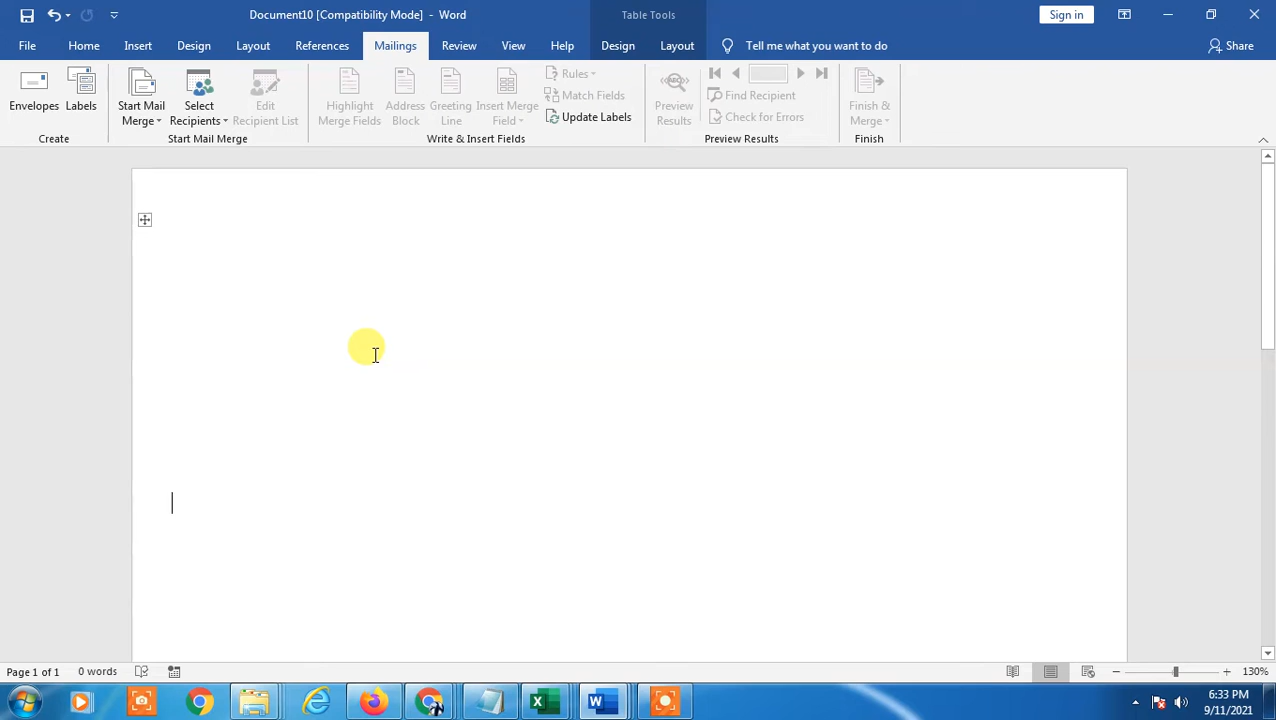 Document10 [Compatibility Mode] - Word
Table Tools
Sign in
File Home Insert Design Layout References Mailings Review View Help Design Layout Tell me what you want to do Share
Envelopes
Labels
Start Mail Merge
Select Recipients
Edit Recipient List
Highlight Merge Fields
Address Block
Greeting Line
Insert Merge Field
Rules
Match Fields
Update Labels
Preview Results
ABC
Find Recipient
Check for Errors
Finish & Merge
Create
Start Mail Merge
Write & Insert Fields
Preview Results
Finish
Page 1 of 1 0 words
130%
6:33 PM
9/11/2021